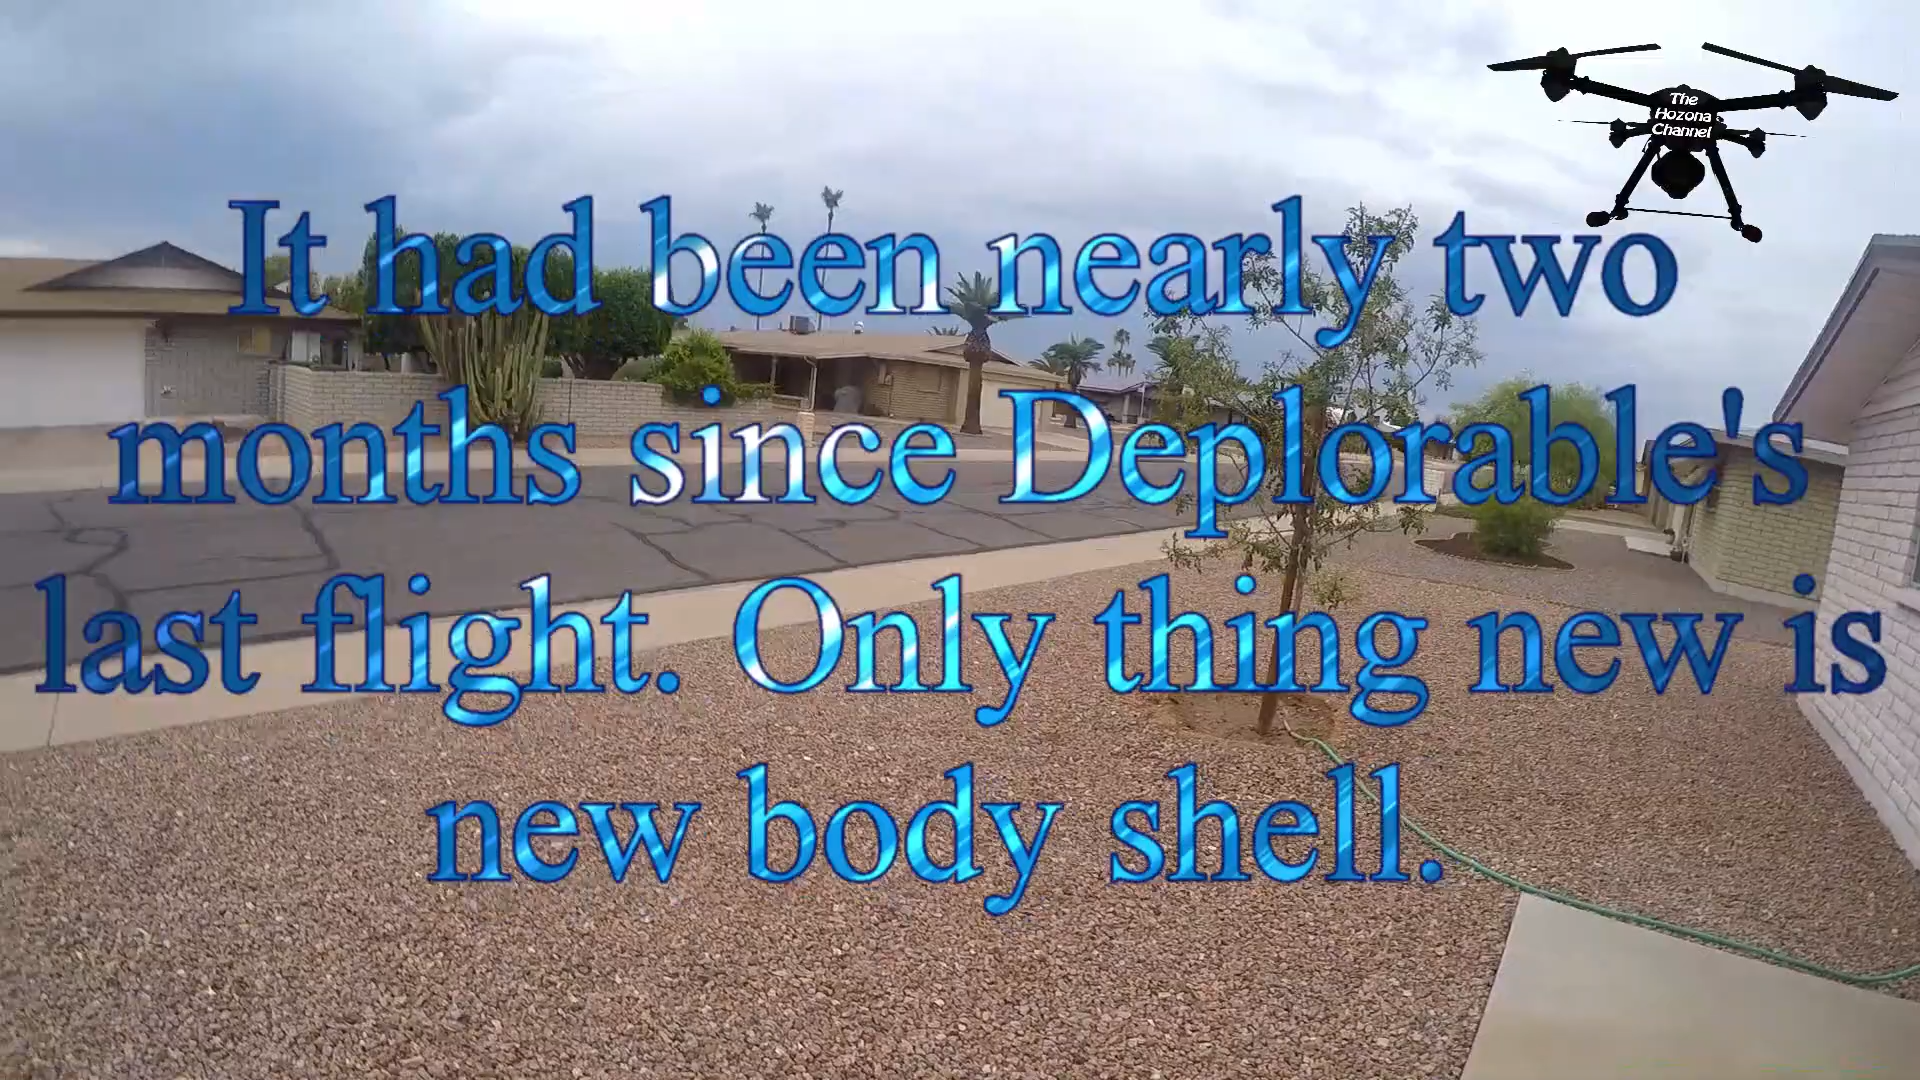 The
Hozona
Channel
It had been nearly two
months since Deplorable's
last flight. Only thing new is
new body shell.